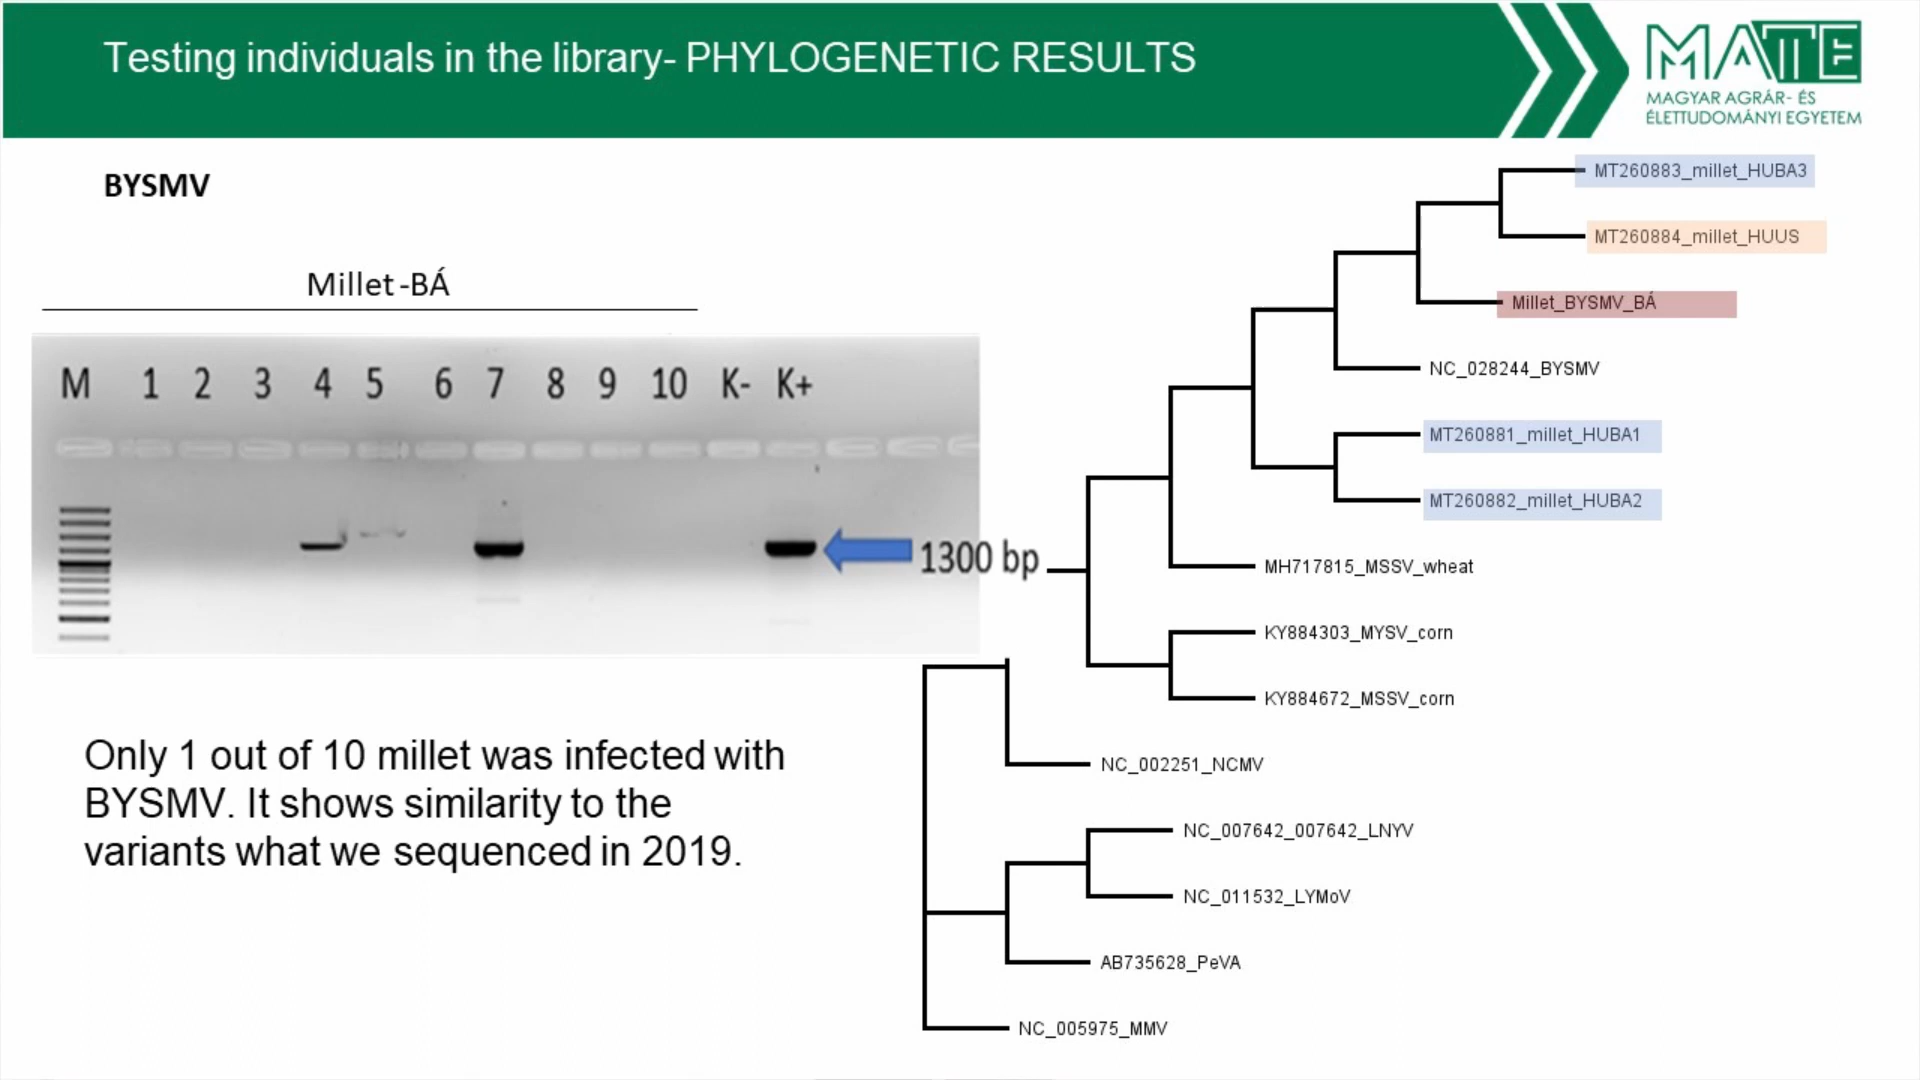 Testing individuals in the library- PHYLOGENETIC RESULTS
MATE
MAGYAR AGRÁR- ÉS
ÉLETTUDOMÁNYI EGYETEM
BYSMV
Millet -BÁ
M 1 2 3 4 5 6 7 8 9 10 K- K+
1300 bp
Only 1 out of 10 millet was infected with
BYSMV. It shows similarity to the
variants what we sequenced in 2019.
MT260883_millet_HUBA3
MT260884_millet_HUUS
Millet_BYSMV_BÁ
NC_028244_BYSMV
MT260881_millet_HUBA1
MT260882_millet_HUBA2
MH717815_MSSV_wheat
KY884303_MYSV_corn
KY884672_MSSV_corn
NC_002251_NCMV
NC_007642_007642_LNYV
NC_011532_LYMoV
AB735628_PeVA
NC_005975_MMV